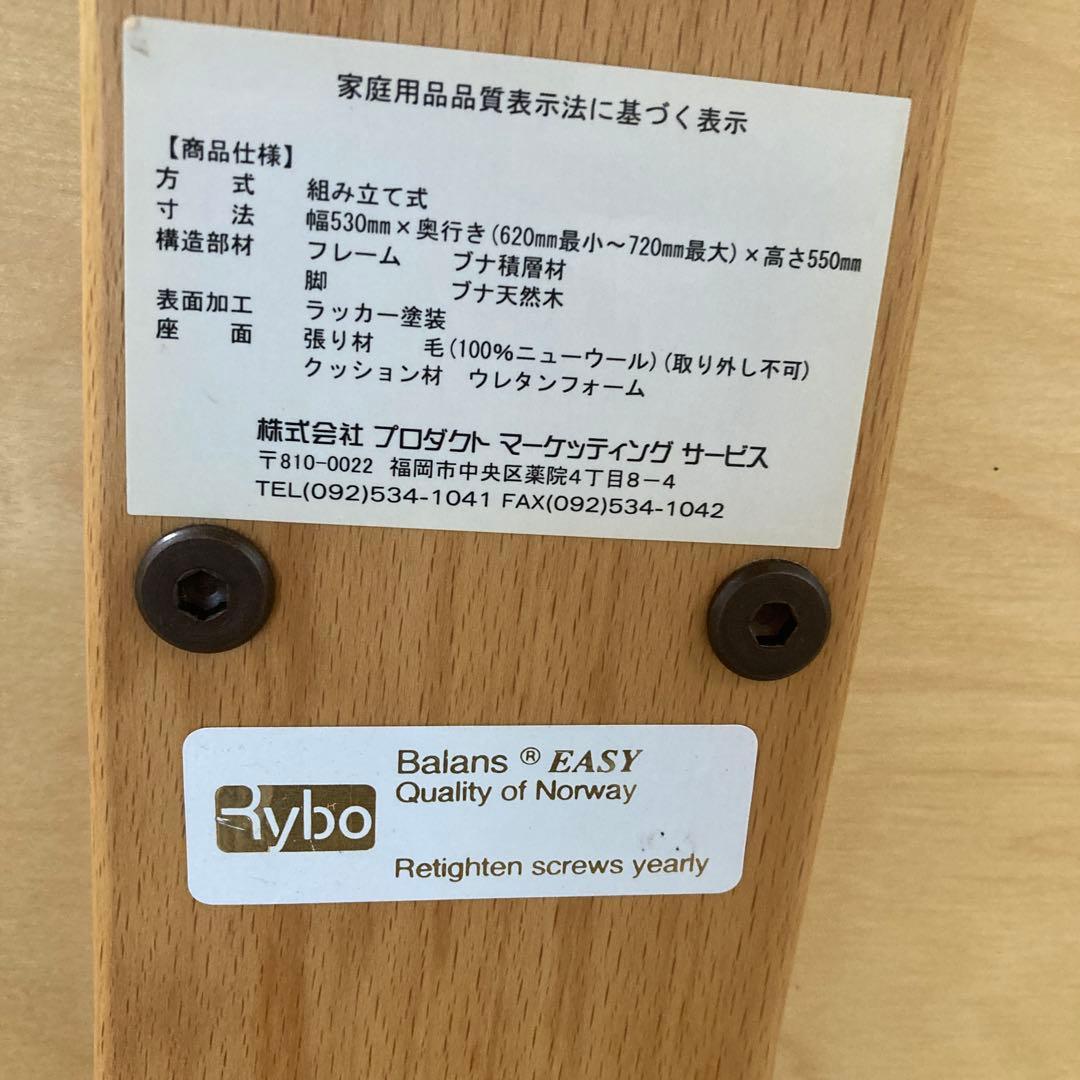 家庭用品品質表示法に基づく表示
【商品仕様】
方 式 組み立て式
寸 法 幅530mm×奥行き(620mm最小～720mm最大)×高さ550mm
構造部材 フレーム ブナ積層材
脚 ブナ天然木
表面加工 ラッカー塗装
座 面 張り材 毛(100%ニューウール)(取り外し不可)
クッション材 ウレタンフォーム
株式会社 プロダクト マーケッティング サービス
〒810-0022 福岡市中央区薬院4丁目8-4
TEL(092)534-1041 FAX(092)534-1042
Balans ® EASY
Quality of Norway
Rybo
Retighten screws yearly